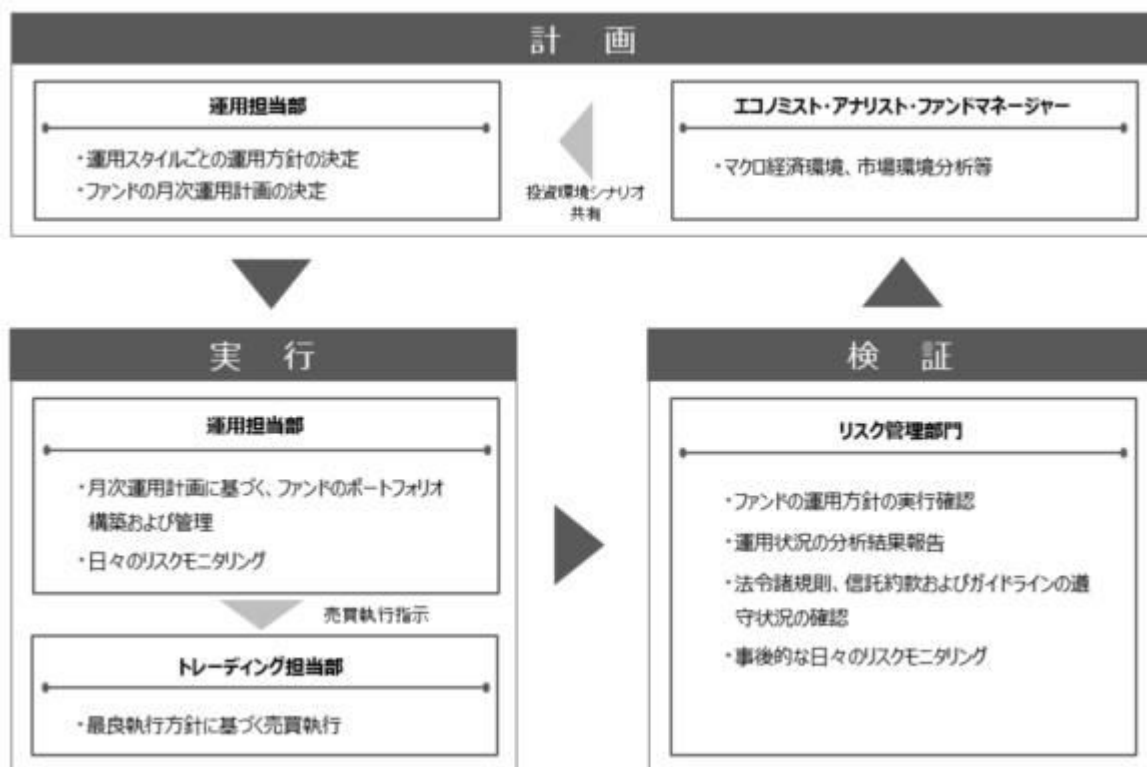 計 画
運用担当部
・運用スタイルごとの運用方針の決定
・ファンドの月次運用計画の決定
投資環境シナリオ
共有
エコノミスト・アナリスト・ファンドマネージャー
・マクロ経済環境、市場環境分析等
実 行
運用担当部
・月次運用計画に基づく、ファンドのポートフォリオ
構築および管理
・日々のリスクモニタリング
売買執行指示
トレーディング担当部
・最良執行方針に基づく売買執行
検 証
リスク管理部門
・ファンドの運用方針の実行確認
・運用状況の分析結果報告
・法令諸規則、信託約款およびガイドラインの遵
守状況の確認
・事後的な日々のリスクモニタリング